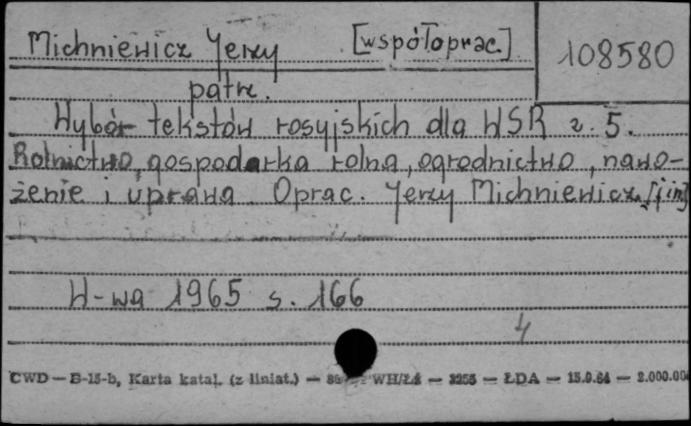 Michniewicz Jerzy [współoprac.]
108580
patrz.
Wybór tekstów rosyjskich dla WSR z. 5.
Rolnictwo, gospodarka rolna, ogrodnictwo, nawo-
żenie i uprawa. Oprac. Jerzy Michniewicz [i in]
W-wa 1965 s. 166
4
CWD — B-15-b, Karta katal. (z liniat.) — WH/Łś — 3255 — ŁDA — 15.9.64 — 2.000.00